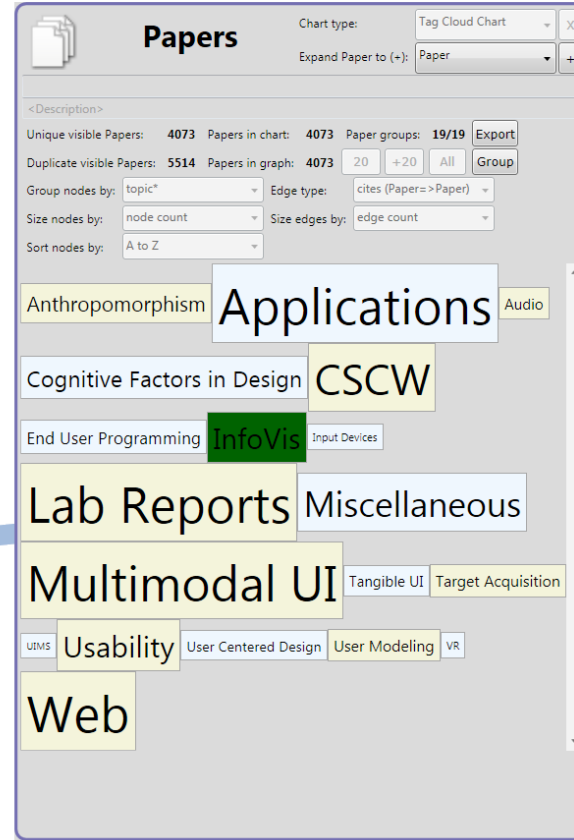 Papers
Chart type: Tag Cloud Chart X
Expand Paper to (+): Paper +
<Description>
Unique visible Papers: 4073 Papers in chart: 4073 Paper groups: 19/19 Export
Duplicate visible Papers: 5514 Papers in graph: 4073 20 +20 All Group
Group nodes by: topic* Edge type: cites (Paper=>Paper)
Size nodes by: node count Size edges by: edge count
Sort nodes by: A to Z
Anthropomorphism Applications Audio
Cognitive Factors in Design CSCW
End User Programming InfoVis Input Devices
Lab Reports Miscellaneous
Multimodal UI Tangible UI Target Acquisition
UIMS Usability User Centered Design User Modeling VR
Web